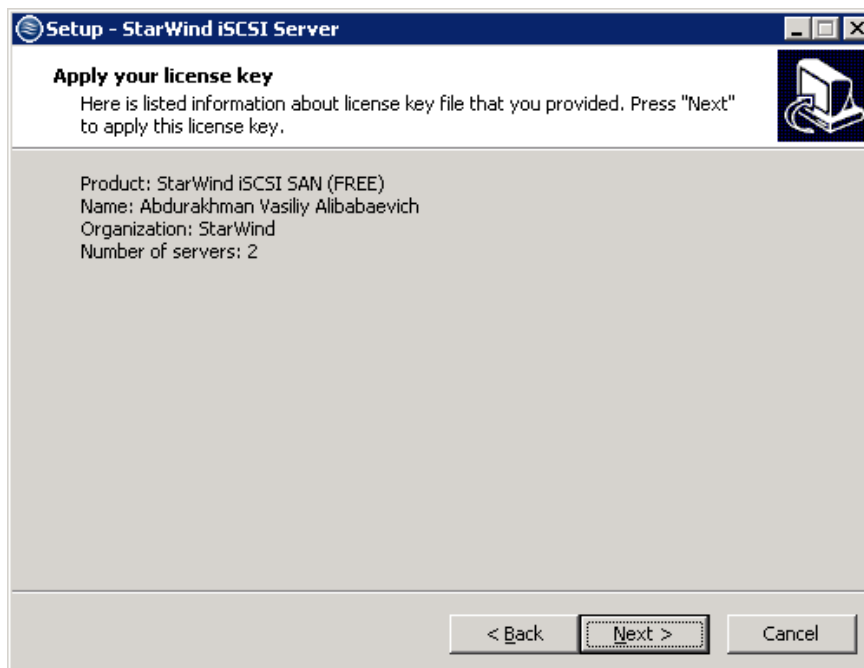 Setup - StarWind iSCSI Server
Apply your license key
Here is listed information about license key file that you provided. Press "Next"
to apply this license key.
Product: StarWind iSCSI SAN (FREE)
Name: Abdurakhman Vasiliy Alibabaevich
Organization: StarWind
Number of servers: 2
< Back
Next >
Cancel